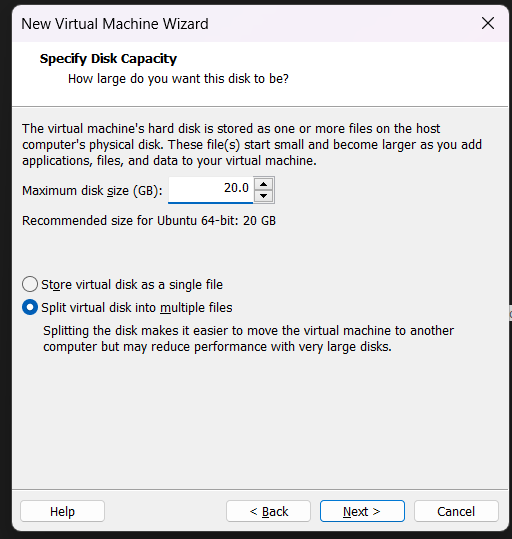 New Virtual Machine Wizard
Specify Disk Capacity
How large do you want this disk to be?
The virtual machine's hard disk is stored as one or more files on the host
computer's physical disk. These file(s) start small and become larger as you add
applications, files, and data to your virtual machine.
Maximum disk size (GB): 20.0
Recommended size for Ubuntu 64-bit: 20 GB
Store virtual disk as a single file
Split virtual disk into multiple files
Splitting the disk makes it easier to move the virtual machine to another
computer but may reduce performance with very large disks.
Help < Back Next > Cancel